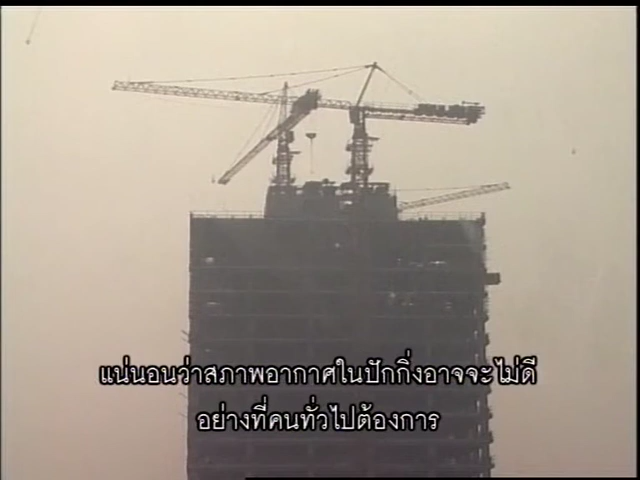 แน่นอนว่าสภาพอากาศในปักกิ่งอาจจะไม่ดี
อย่างที่คนทั่วไปต้องการ